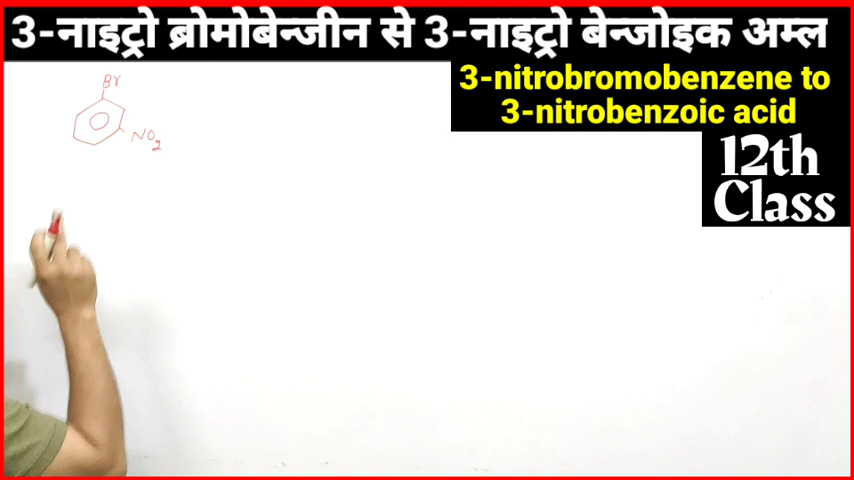 3-नाइट्रो ब्रोमोबेन्जीन से 3-नाइट्रो बेन्जोइक अम्ल
3-nitrobromobenzene to
3-nitrobenzoic acid
12th
Class
Br
NO2